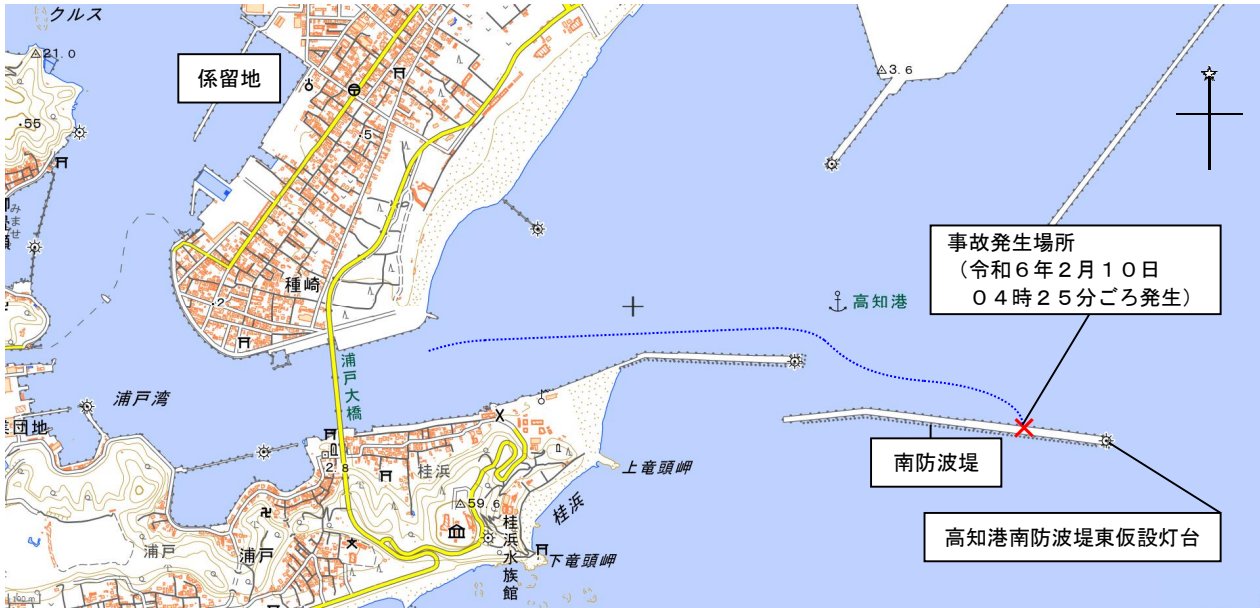 クルス
21.0
係留地
3.6
55
5
みませ
事故発生場所
（令和６年２月１０日
０４時２５分ごろ発生）
種崎
2
高知港
浦戸大橋
浦戸湾
業団地
南防波堤
2.8
桂浜
上竜頭岬
59.6
桂浜
高知港南防波堤東仮設灯台
浦戸
浦戸
桂浜水族館
下竜頭岬
100m